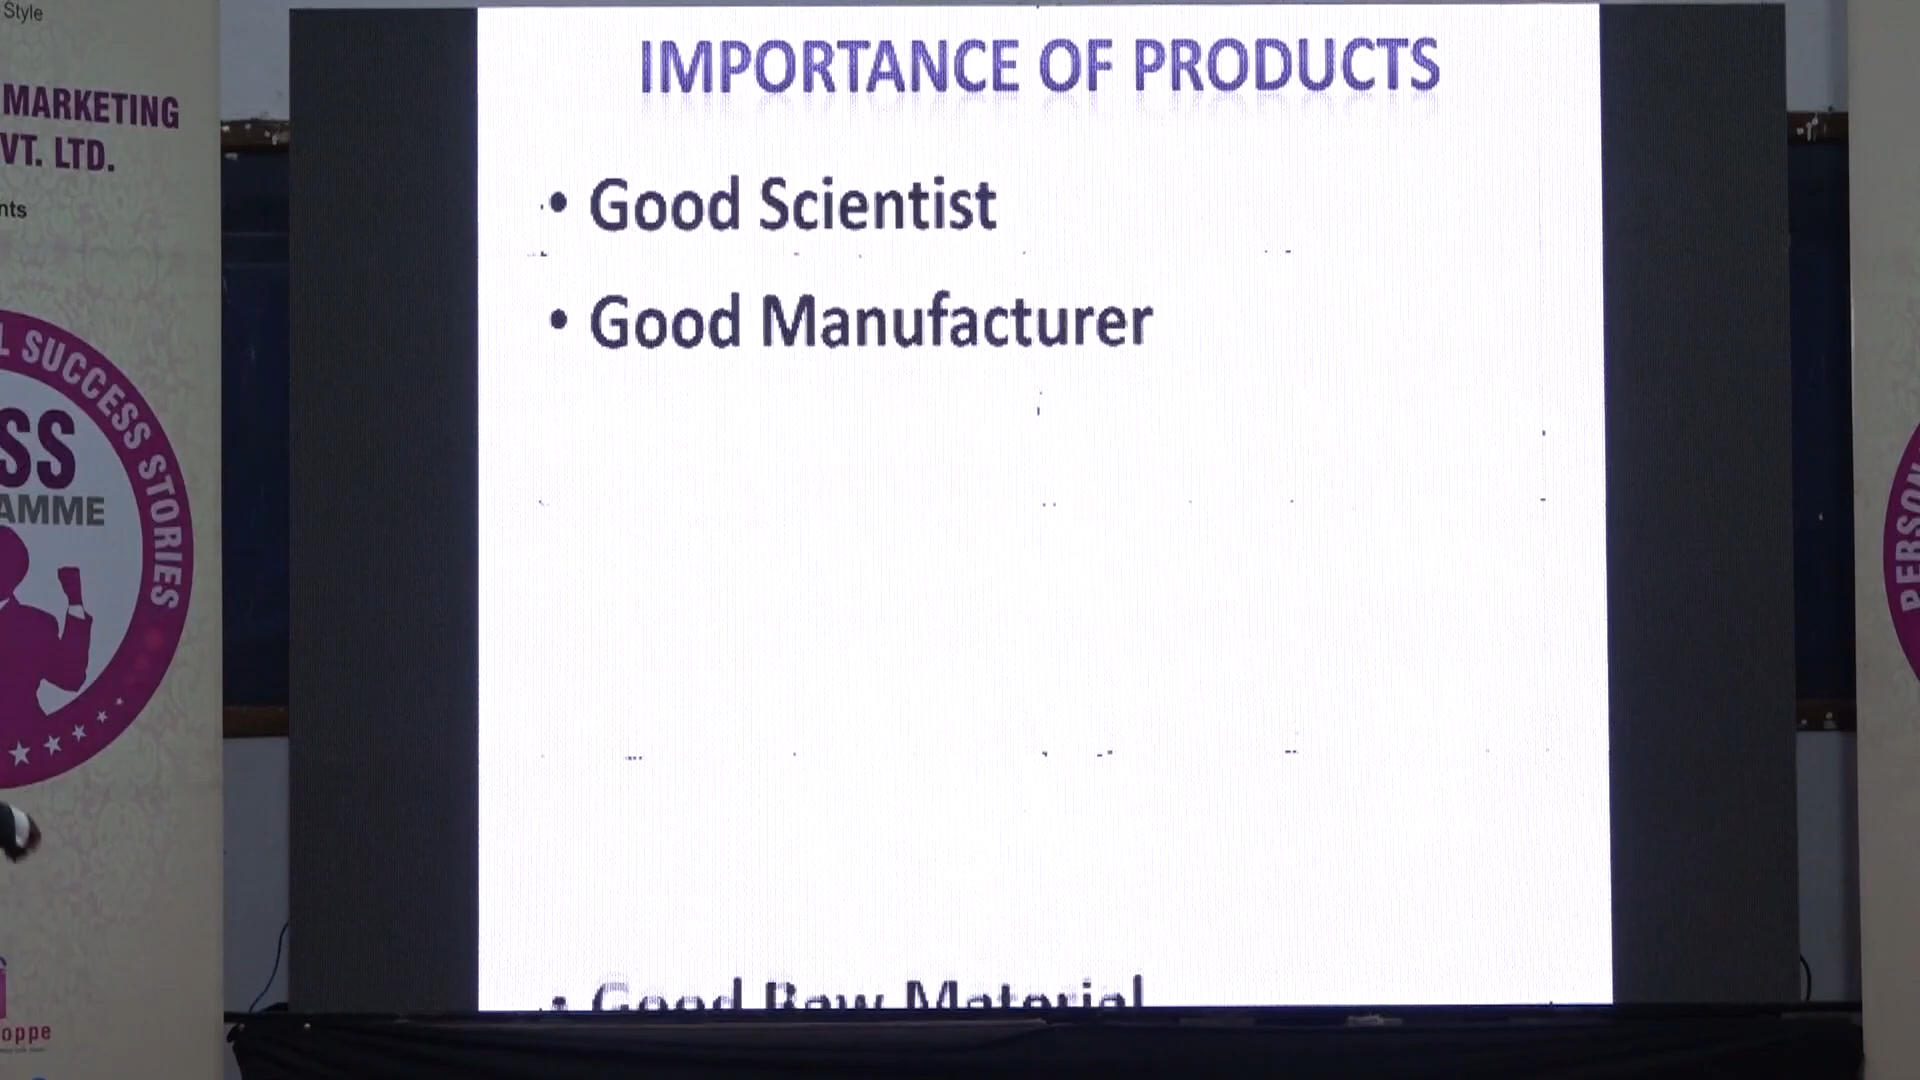 Style
MARKETING
VT. LTD.
nts
L SUCCESS STORIES
SS
AMME
oppe
IMPORTANCE OF PRODUCTS
• Good Scientist
• Good Manufacturer
• Good Raw Material
PERSON